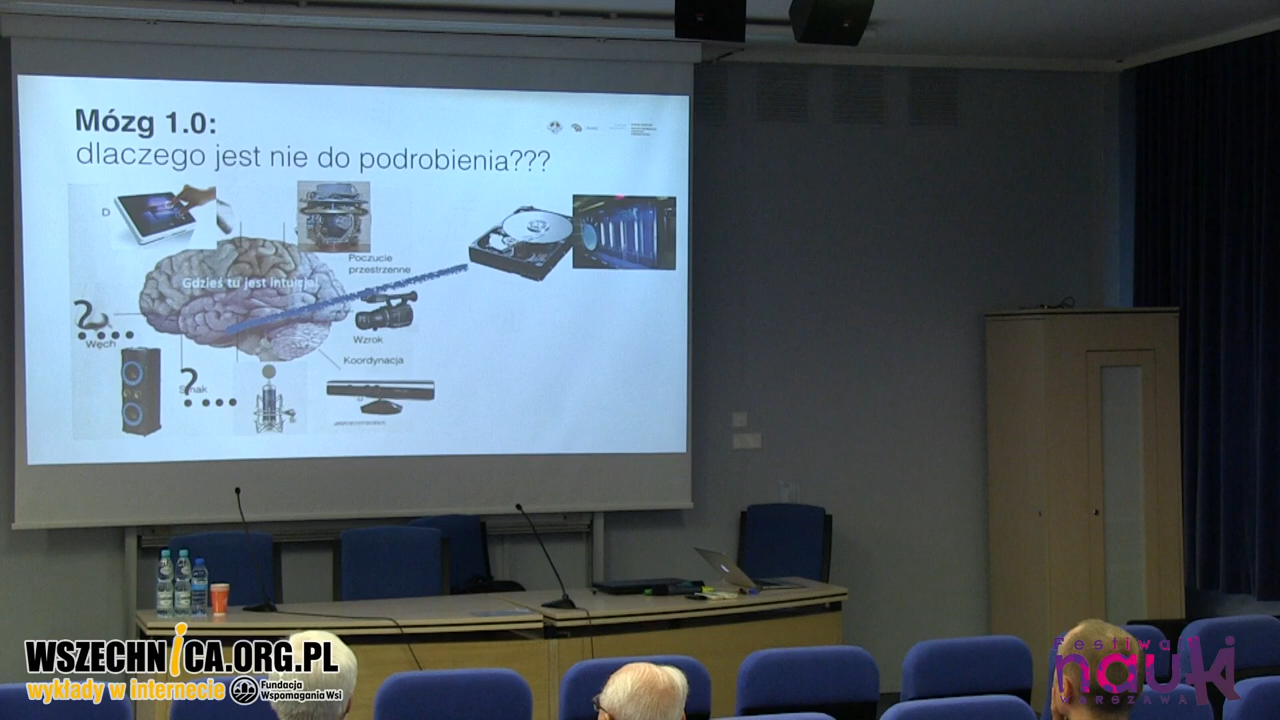 Mózg 1.0:
dlaczego jest nie do podrobienia???
D
Poczucie
przestrzenne
Gdzieś tu jest intuicja!
?
Węch
Wzrok
Koordynacja
?
WSZECHNICA.ORG.PL
wykłady w internecie
Fundacja
Wspomagania Wsi
Festiwal
nauki
WARSZAWA